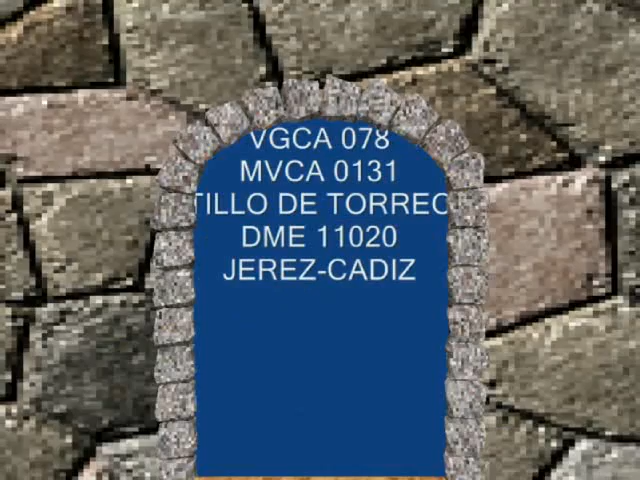 VGCA 078
MVCA 0131
TILLO DE TORREC
DME 11020
JEREZ-CADIZ